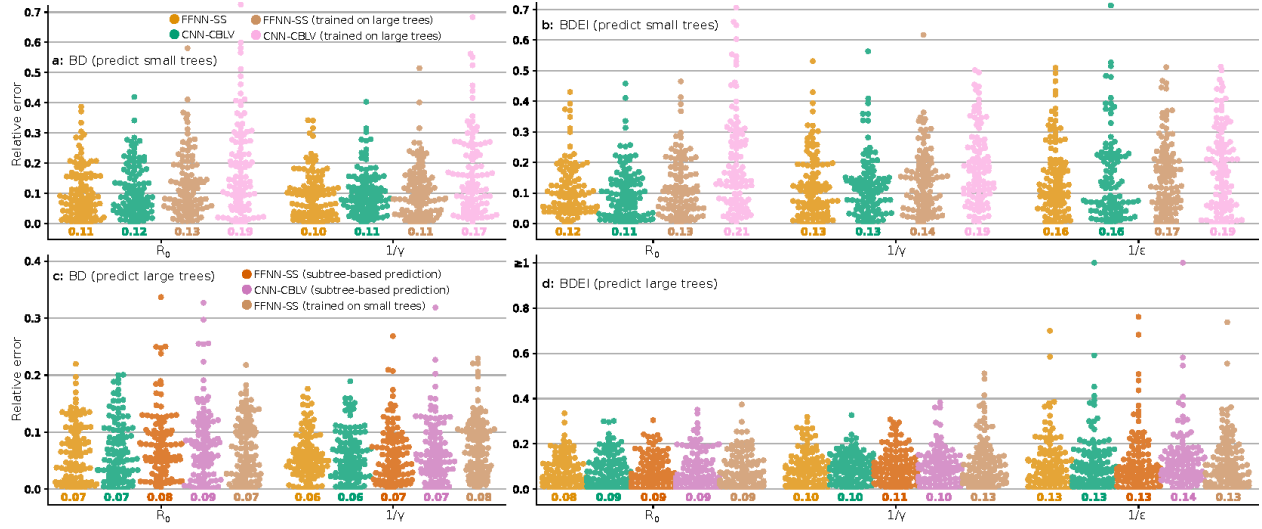 FFNN-SS
FFNN-SS (trained on large trees)
CNN-CBLV
CNN-CBLV (trained on large trees)
a: BD (predict small trees)
Relative error
0.7
0.6
0.5
0.4
0.3
0.2
0.1
0.0
0.11 0.12 0.13 0.19 0.10 0.11 0.11 0.17
R₀ 1/γ
b: BDEI (predict small trees)
0.7
0.6
0.5
0.4
0.3
0.2
0.1
0.0
0.12 0.11 0.13 0.21 0.13 0.13 0.14 0.19 0.16 0.16 0.17 0.19
R₀ 1/γ 1/ε
c: BD (predict large trees)
FFNN-SS (subtree-based prediction)
CNN-CBLV (subtree-based prediction)
FFNN-SS (trained on small trees)
Relative error
0.4
0.3
0.2
0.1
0.0
0.07 0.07 0.08 0.09 0.07 0.06 0.06 0.07 0.07 0.08
R₀ 1/γ
d: BDEI (predict large trees)
≥1
0.8
0.6
0.4
0.2
0.0
0.08 0.09 0.09 0.09 0.09 0.10 0.10 0.11 0.10 0.13 0.13 0.13 0.13 0.14 0.13
R₀ 1/γ 1/ε